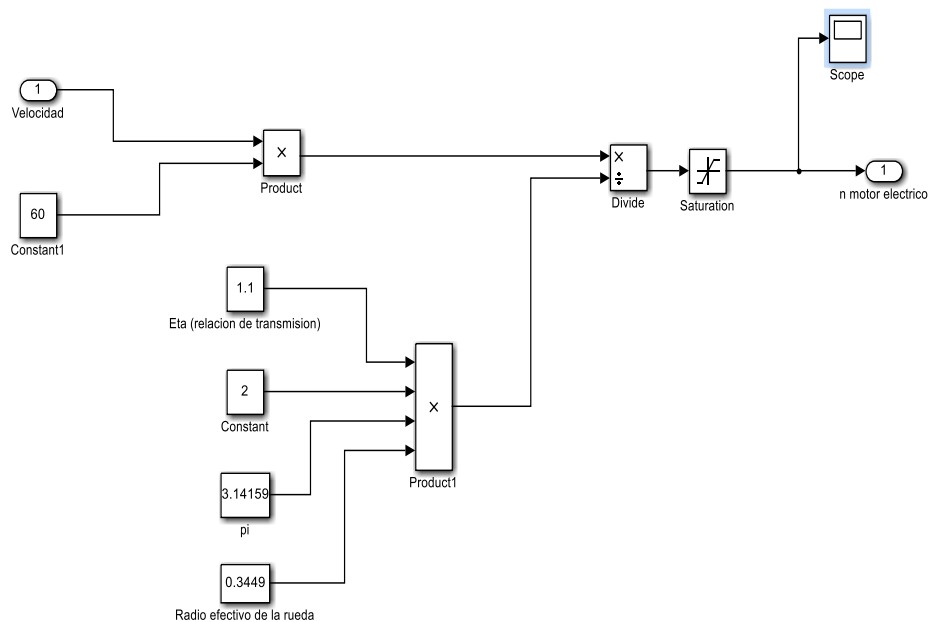 Scope
1
Velocidad
×
Product
×
÷
Divide
Saturation
1
n motor electrico
60
Constant1
1.1
Eta (relacion de transmision)
2
Constant
×
Product1
3.14159
pi
0.3449
Radio efectivo de la rueda